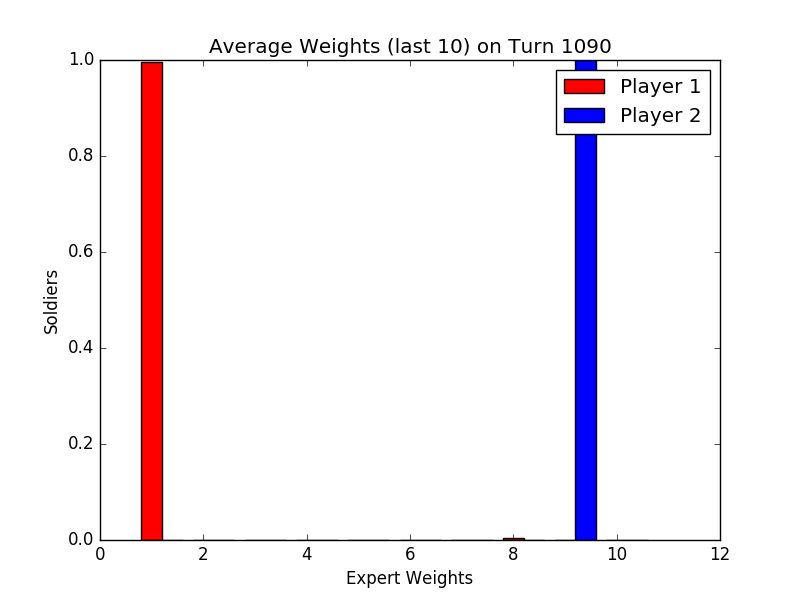 Average Weights (last 10) on Turn 1090
1.0
0.8
0.6
0.4
0.2
0.0
Soldiers
0 2 4 6 8 10 12
Expert Weights
Player 1
Player 2